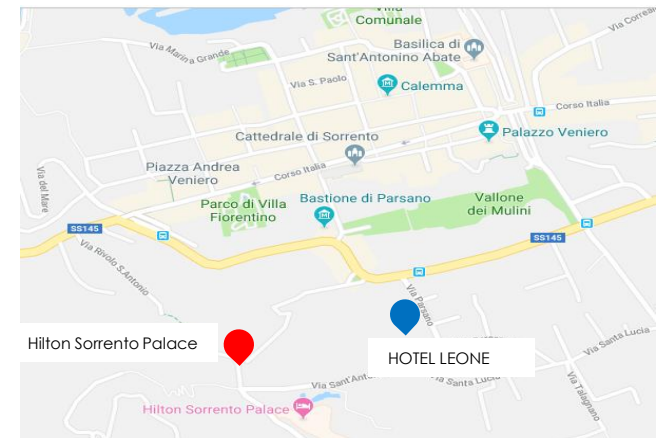 Villa
Comunale
Via Correale
Via Marina Grande
Basilica di
Sant'Antonino Abate
Via S. Paolo
Calemma
Corso Italia
Cattedrale di Sorrento
Palazzo Veniero
Piazza Andrea
Veniero
Corso Italia
Via del Mare
Parco di Villa
Fiorentino
Bastione di Parsano
Vallone
dei Mulini
SS145
SS145
Via Rivolo S.Antonio
Via Parsano
Hilton Sorrento Palace
HOTEL LEONE
Via Santa Lucia
Via Sant'Ant
Via Santa Lucia
Via Talagnano
Hilton Sorrento Palace